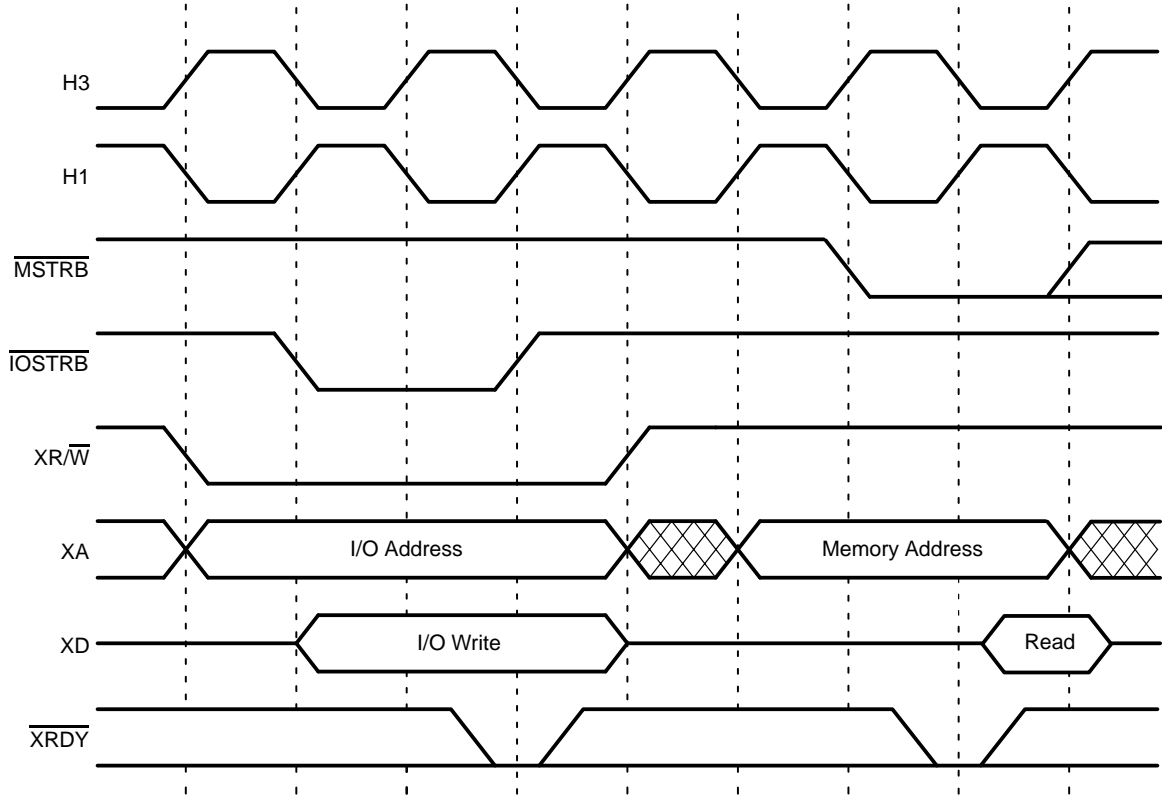 H3
H1
MSTRB
IOSTRB
XR/W
XA
I/O Address
Memory Address
XD
I/O Write
Read
XRDY